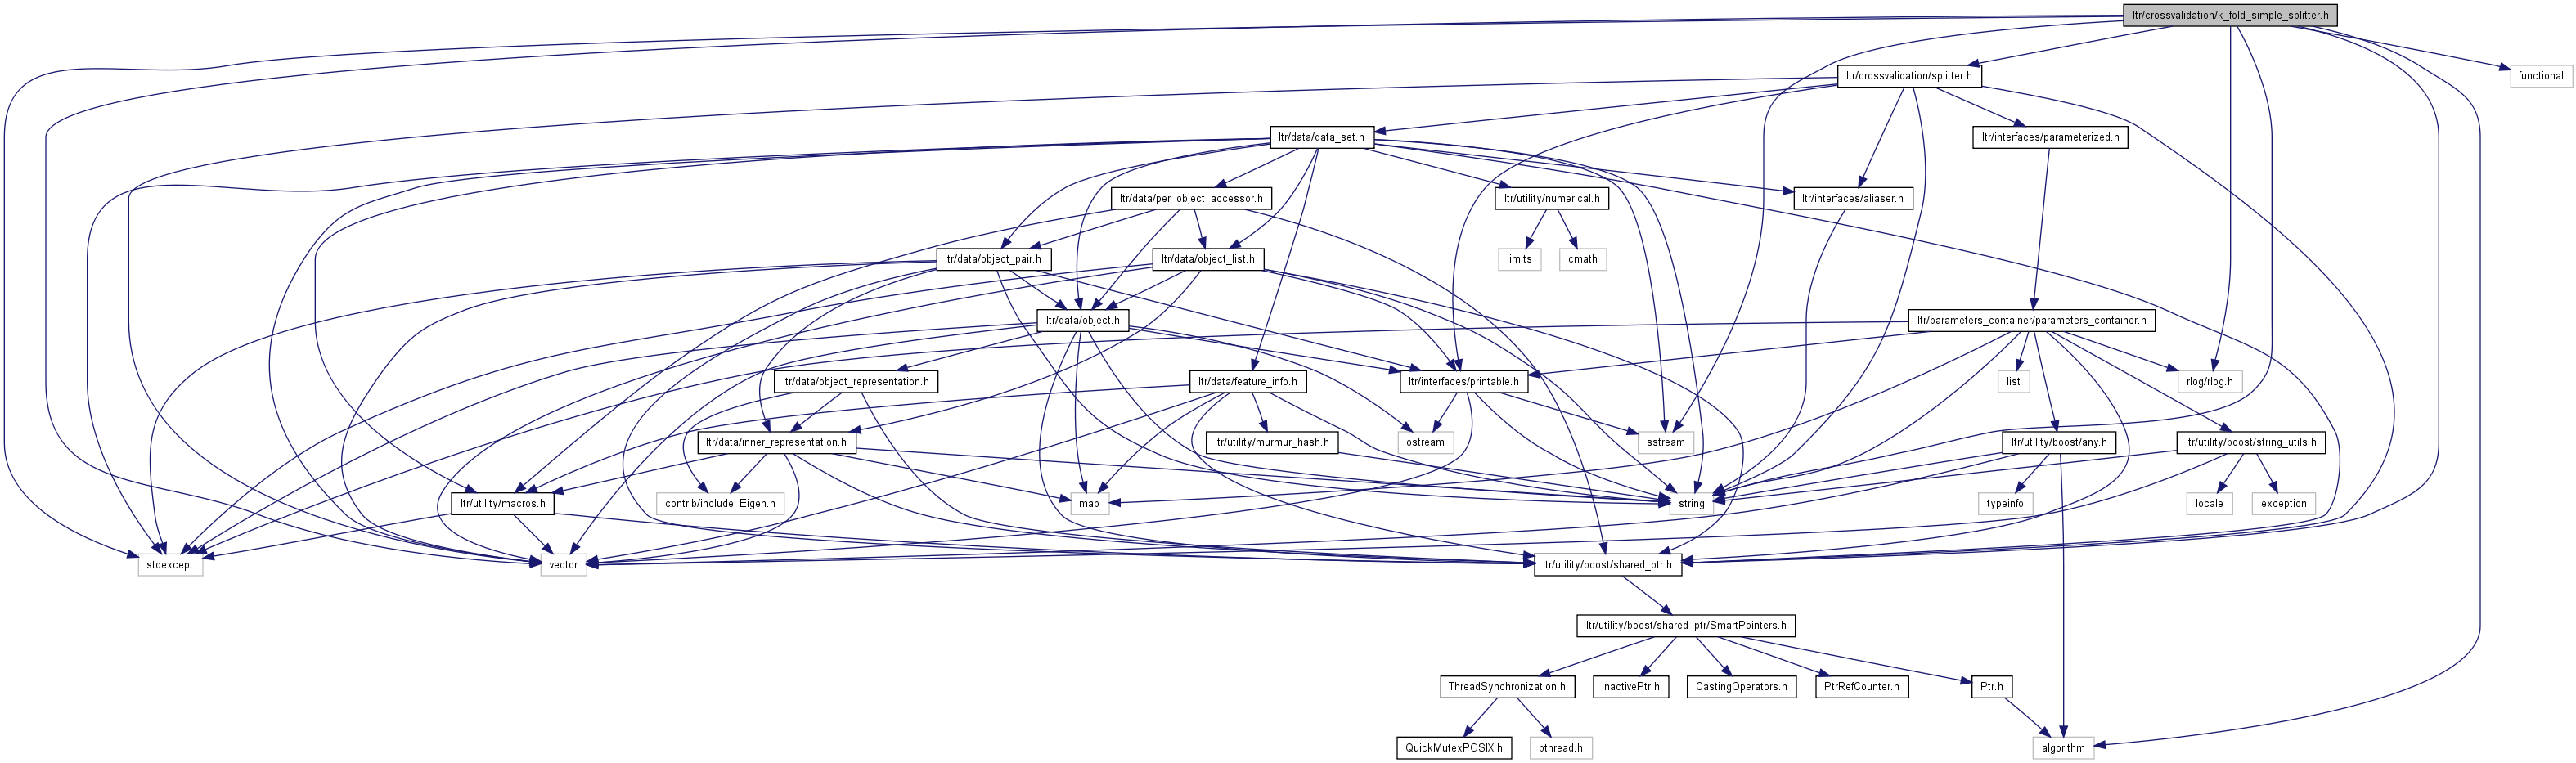 ltr/crossvalidation/k_fold_simple_splitter.h
ltr/crossvalidation/splitter.h
functional
ltr/data/data_set.h
ltr/interfaces/parameterized.h
ltr/data/per_object_accessor.h
ltr/utility/numerical.h
ltr/interfaces/aliaser.h
ltr/data/object_pair.h
ltr/data/object_list.h
limits
cmath
ltr/data/object.h
ltr/parameters_container/parameters_container.h
ltr/data/object_representation.h
ltr/data/feature_info.h
ltr/interfaces/printable.h
list
rlog/rlog.h
ltr/data/inner_representation.h
ltr/utility/murmur_hash.h
ostream
sstream
ltr/utility/boost/any.h
ltr/utility/boost/string_utils.h
ltr/utility/macros.h
contrib/include_Eigen.h
map
string
typeinfo
locale
exception
stdexcept
vector
ltr/utility/boost/shared_ptr.h
ltr/utility/boost/shared_ptr/SmartPointers.h
ThreadSynchronization.h
InactivePtr.h
CastingOperators.h
PtrRefCounter.h
Ptr.h
QuickMutexPOSIX.h
pthread.h
algorithm